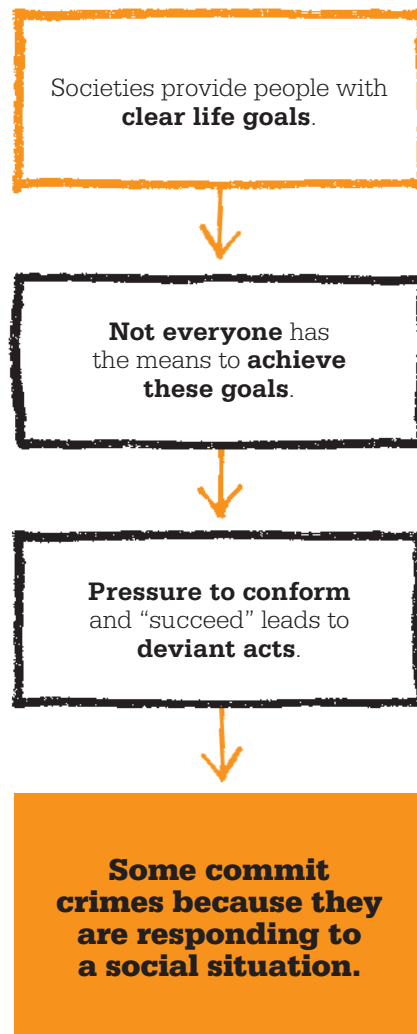 Societies provide people with
clear life goals.
Not everyone has
the means to achieve
these goals.
Pressure to conform
and “succeed” leads to
deviant acts.
Some commit
crimes because they
are responding to
a social situation.